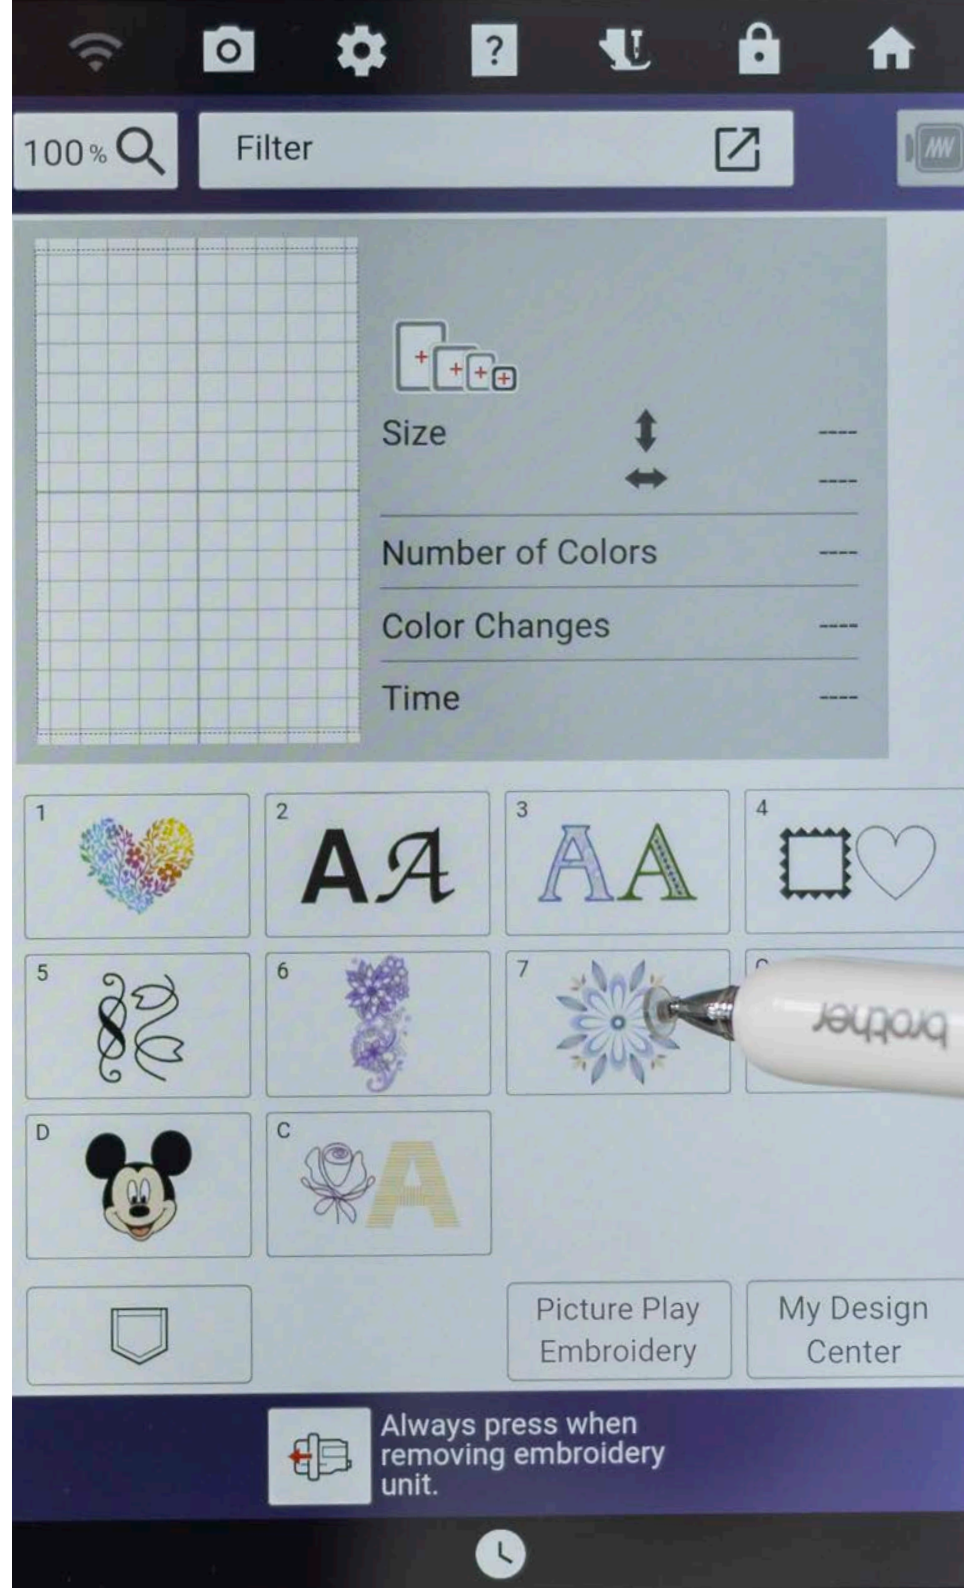 ?
100% Filter
Size ----
----
Number of Colors ----
Color Changes ----
Time ----
1 2 AA 3 AA 4
5 6 7
brother
D C A
Picture Play
Embroidery
My Design
Center
Always press when
removing embroidery
unit.